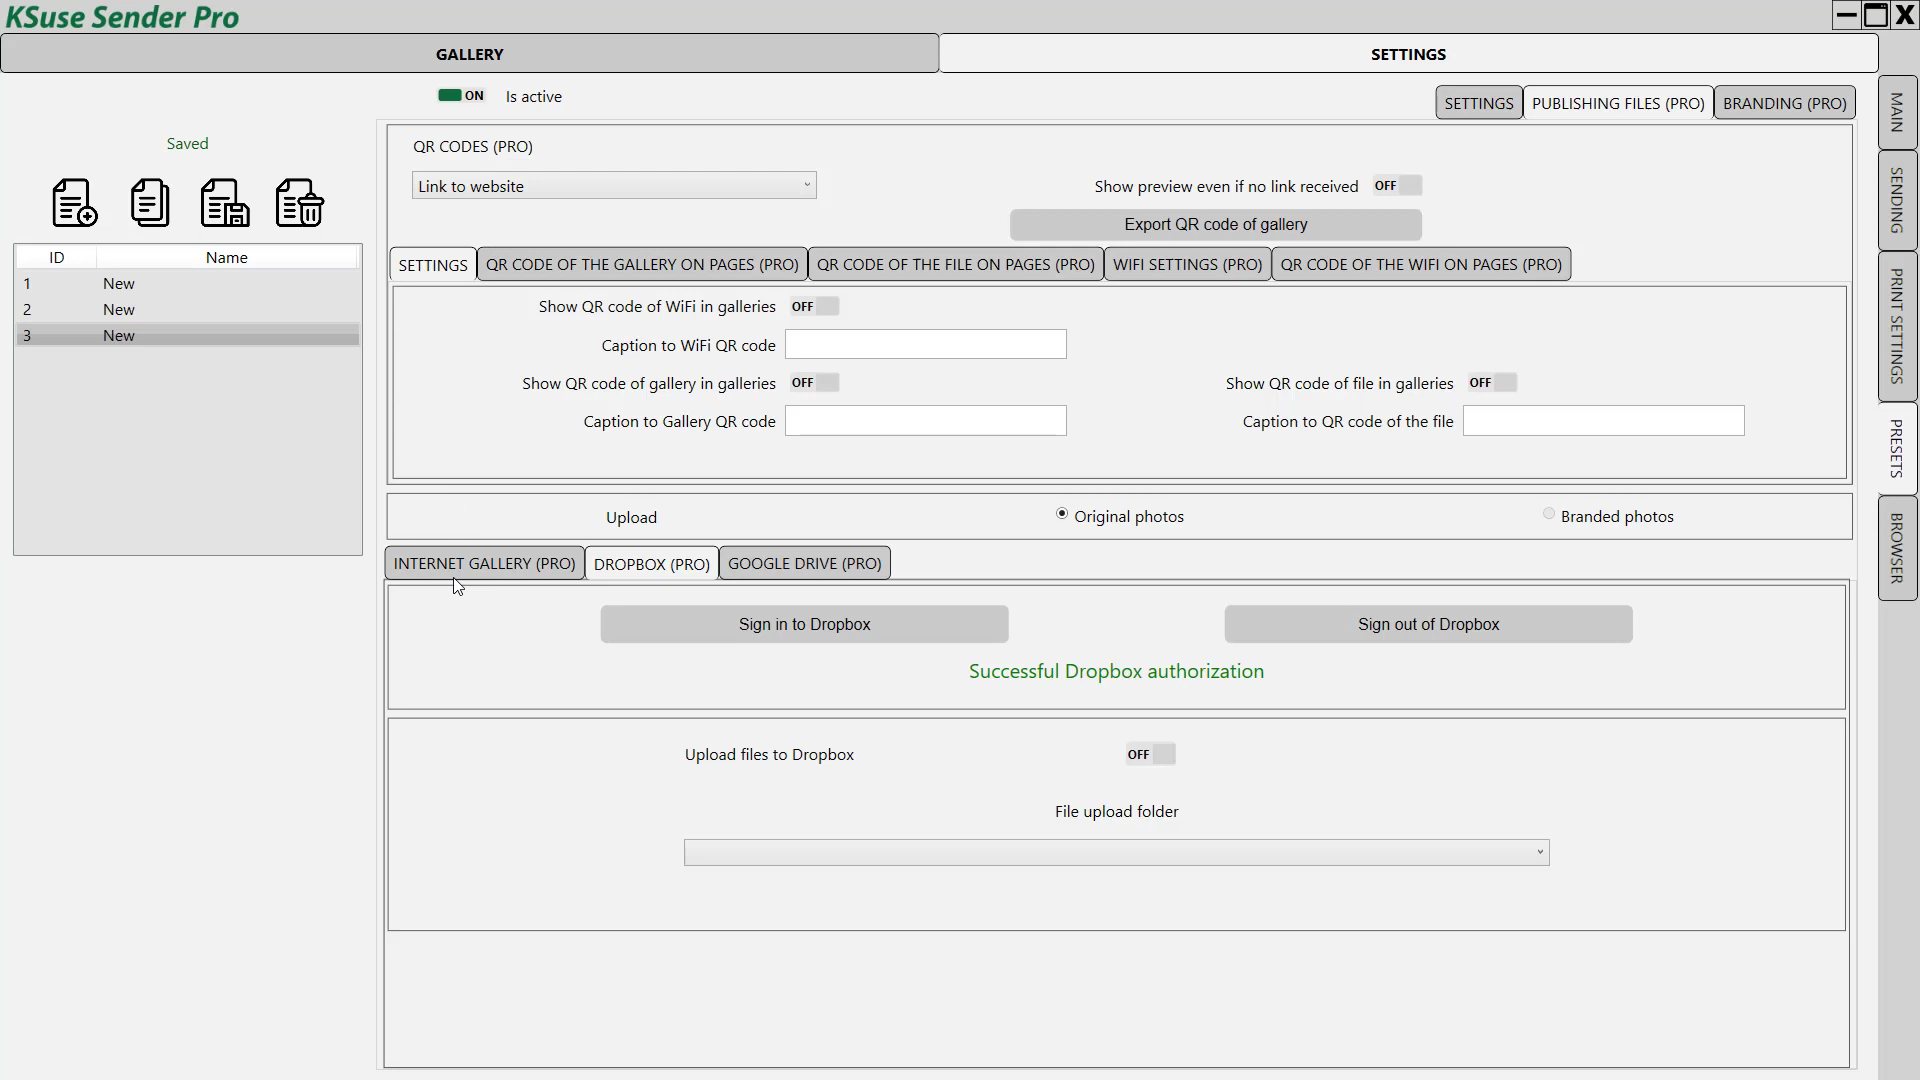 KSuse Sender Pro
GALLERY
SETTINGS
ON Is active
SETTINGS
PUBLISHING FILES (PRO)
BRANDING (PRO)
MAIN
SENDING
PRINT SETTINGS
PRESETS
BROWSER
Saved
ID Name
1 New
2 New
3 New
QR CODES (PRO)
Link to website
Show preview even if no link received OFF
Export QR code of gallery
SETTINGS
QR CODE OF THE GALLERY ON PAGES (PRO)
QR CODE OF THE FILE ON PAGES (PRO)
WIFI SETTINGS (PRO)
QR CODE OF THE WIFI ON PAGES (PRO)
Show QR code of WiFi in galleries OFF
Caption to WiFi QR code
Show QR code of gallery in galleries OFF
Show QR code of file in galleries OFF
Caption to Gallery QR code
Caption to QR code of the file
Upload
Original photos
Branded photos
INTERNET GALLERY (PRO)
DROPBOX (PRO)
GOOGLE DRIVE (PRO)
Sign in to Dropbox
Sign out of Dropbox
Successful Dropbox authorization
Upload files to Dropbox OFF
File upload folder